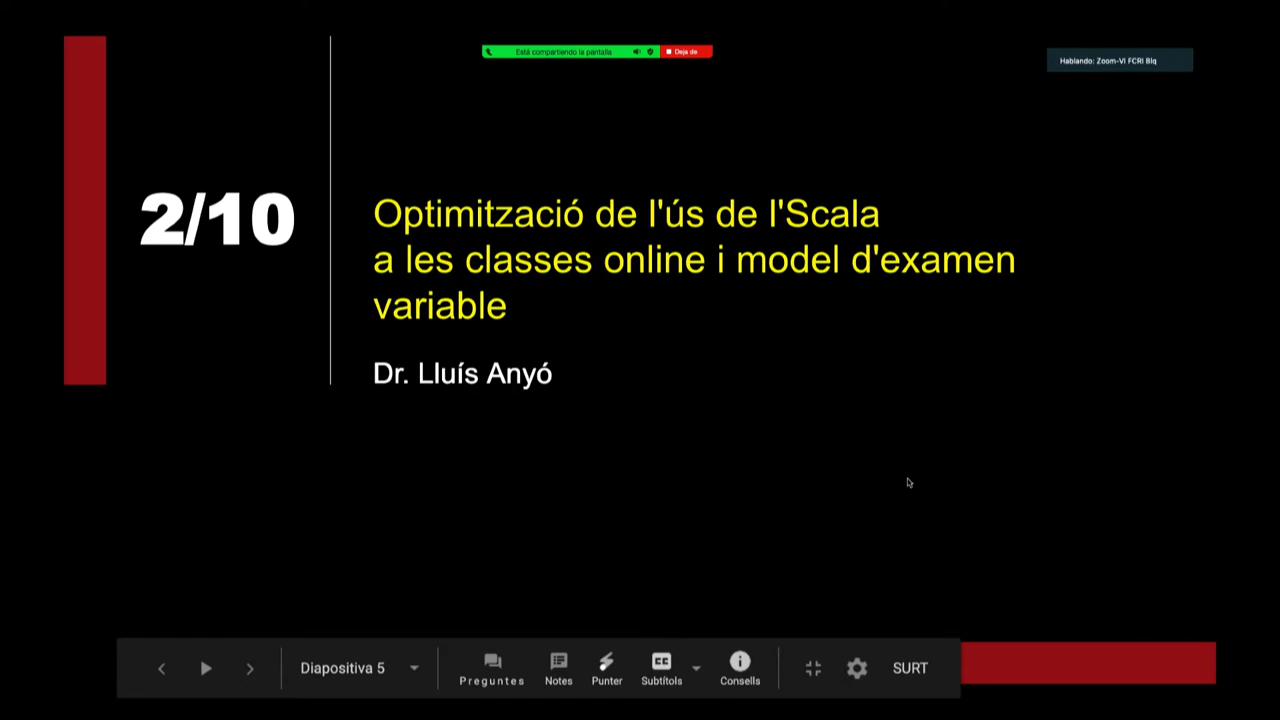 Está compartiendo la pantalla
Deja de
Hablando: Zoom-VI FCRI Blq
2/10
Optimització de l'ús de l'Scala
a les classes online i model d'examen
variable
Dr. Lluís Anyó
Diapositiva 5
Preguntes
Notes
Punter
Subtítols
Consells
SURT